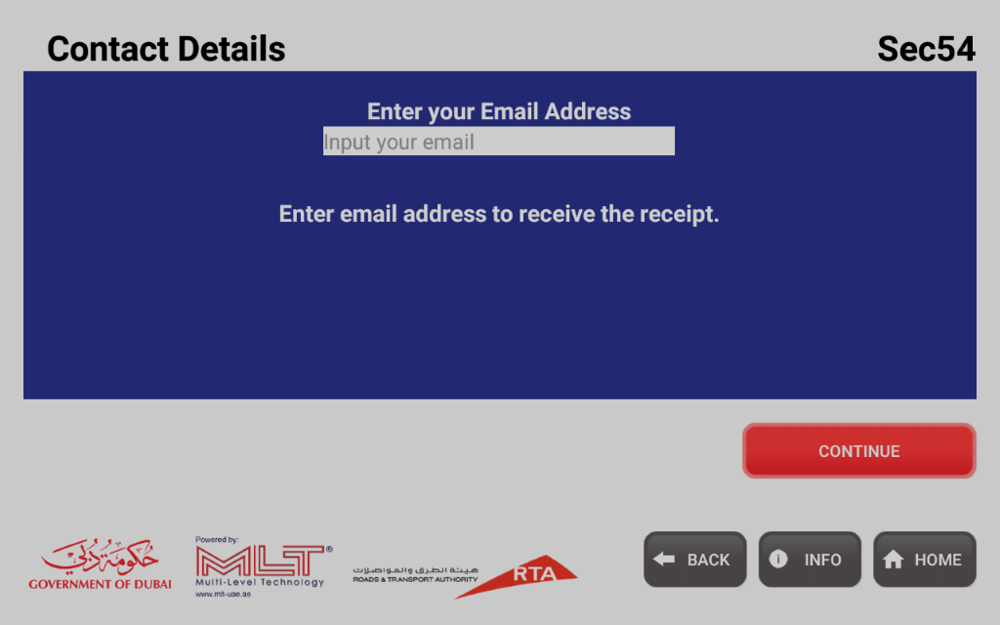 Contact Details
Sec54
Enter your Email Address
Input your email
Enter email address to receive the receipt.
CONTINUE
حكومة دبي
GOVERNMENT OF DUBAI
Powered by:
MLT®
Multi-Level Technology
www.mlt-uae.ae
هيئة الطرق والمواصلات
ROADS & TRANSPORT AUTHORITY
RTA
BACK
INFO
HOME